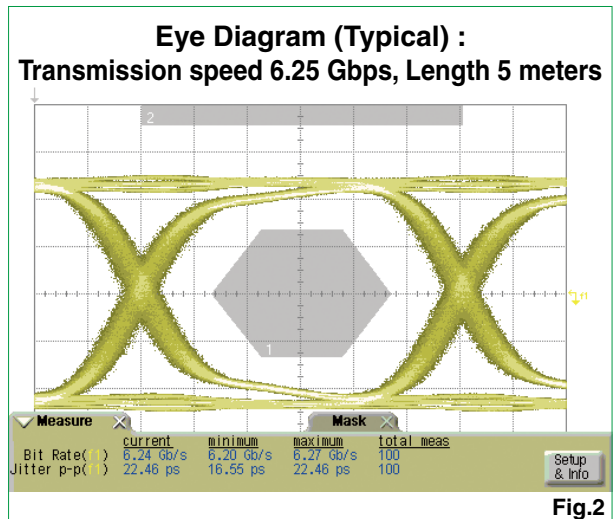 Eye Diagram (Typical) :
Transmission speed 6.25 Gbps, Length 5 meters
2
f1
1
Measure Mask
current minimum maximum total meas
Bit Rate(f1) 6.24 Gb/s 6.20 Gb/s 6.27 Gb/s 100
Jitter p-p(f1) 22.46 ps 16.55 ps 22.46 ps 100
Setup
& Info
Fig.2